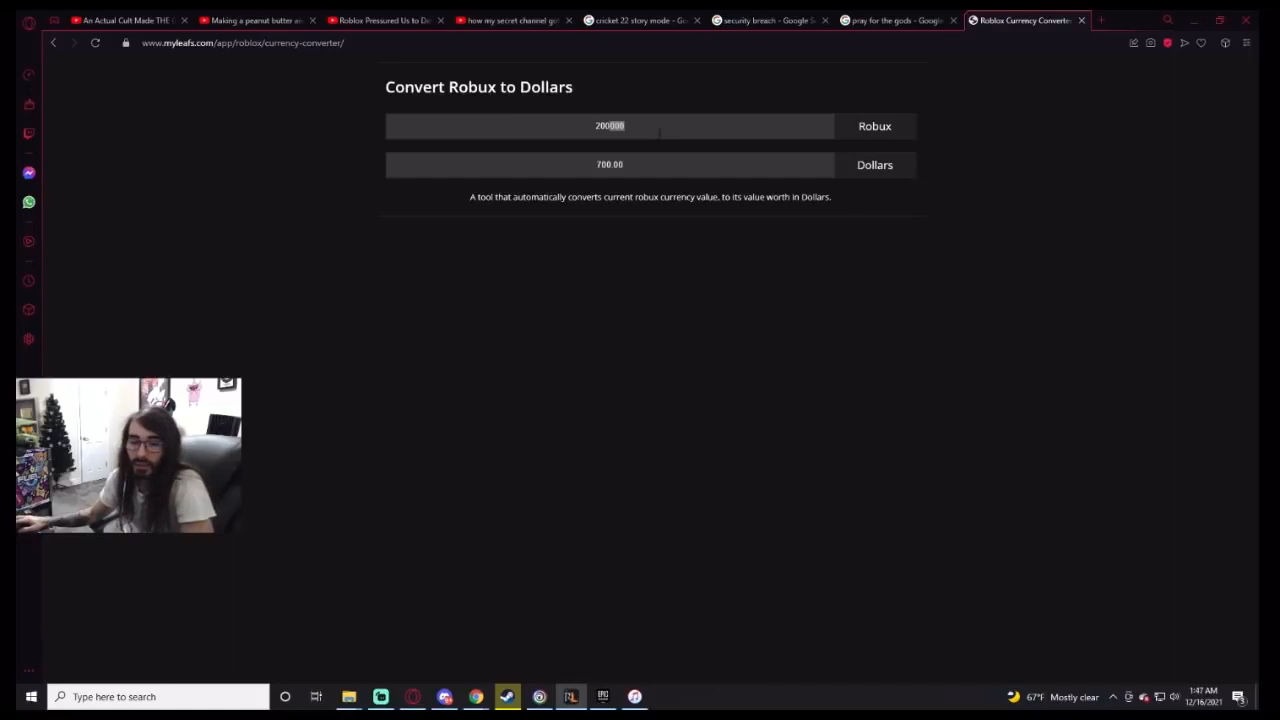 An Actual Cult Made THE
Making a peanut butter an
Roblox Pressured Us to De
how my secret channel got
cricket 22 story mode - Go
security breach - Google S
pray for the gods - Google
Roblox Currency Converter
www.myleafs.com/app/roblox/currency-converter/
Convert Robux to Dollars
200000
Robux
700.00
Dollars
A tool that automatically converts current robux currency value, to its value worth in Dollars.
Type here to search
67°F Mostly clear
1:47 AM
12/16/2021